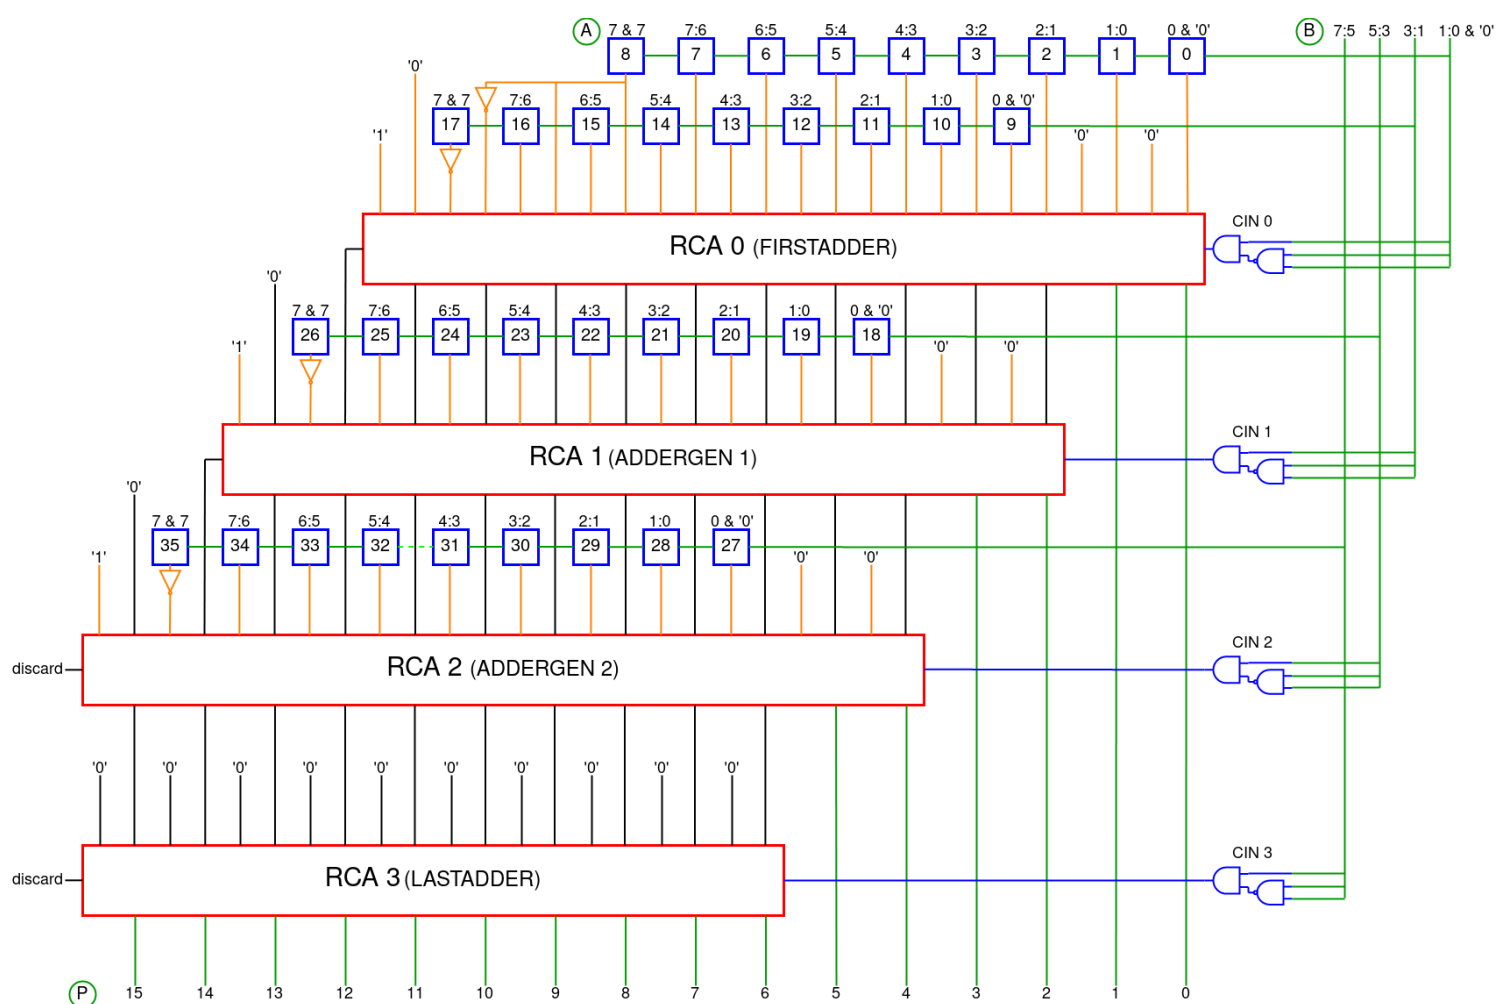 A 7 & 7 7:6 6:5 5:4 4:3 3:2 2:1 1:0 0 & '0' B 7:5 5:3 3:1 1:0 & '0'
8 7 6 5 4 3 2 1 0
'0'
7 & 7 7:6 6:5 5:4 4:3 3:2 2:1 1:0 0 & '0'
17 16 15 14 13 12 11 10 9
'1' '0' '0'
CIN 0
RCA 0 (FIRSTADDER)
'0'
7 & 7 7:6 6:5 5:4 4:3 3:2 2:1 1:0 0 & '0'
26 25 24 23 22 21 20 19 18
'1' '0' '0'
CIN 1
RCA 1 (ADDERGEN 1)
'0'
7 & 7 7:6 6:5 5:4 4:3 3:2 2:1 1:0 0 & '0'
35 34 33 32 31 30 29 28 27
'1' '0' '0'
CIN 2
discard RCA 2 (ADDERGEN 2)
'0' '0' '0' '0' '0' '0' '0' '0' '0' '0'
CIN 3
discard RCA 3 (LASTADDER)
P 15 14 13 12 11 10 9 8 7 6 5 4 3 2 1 0